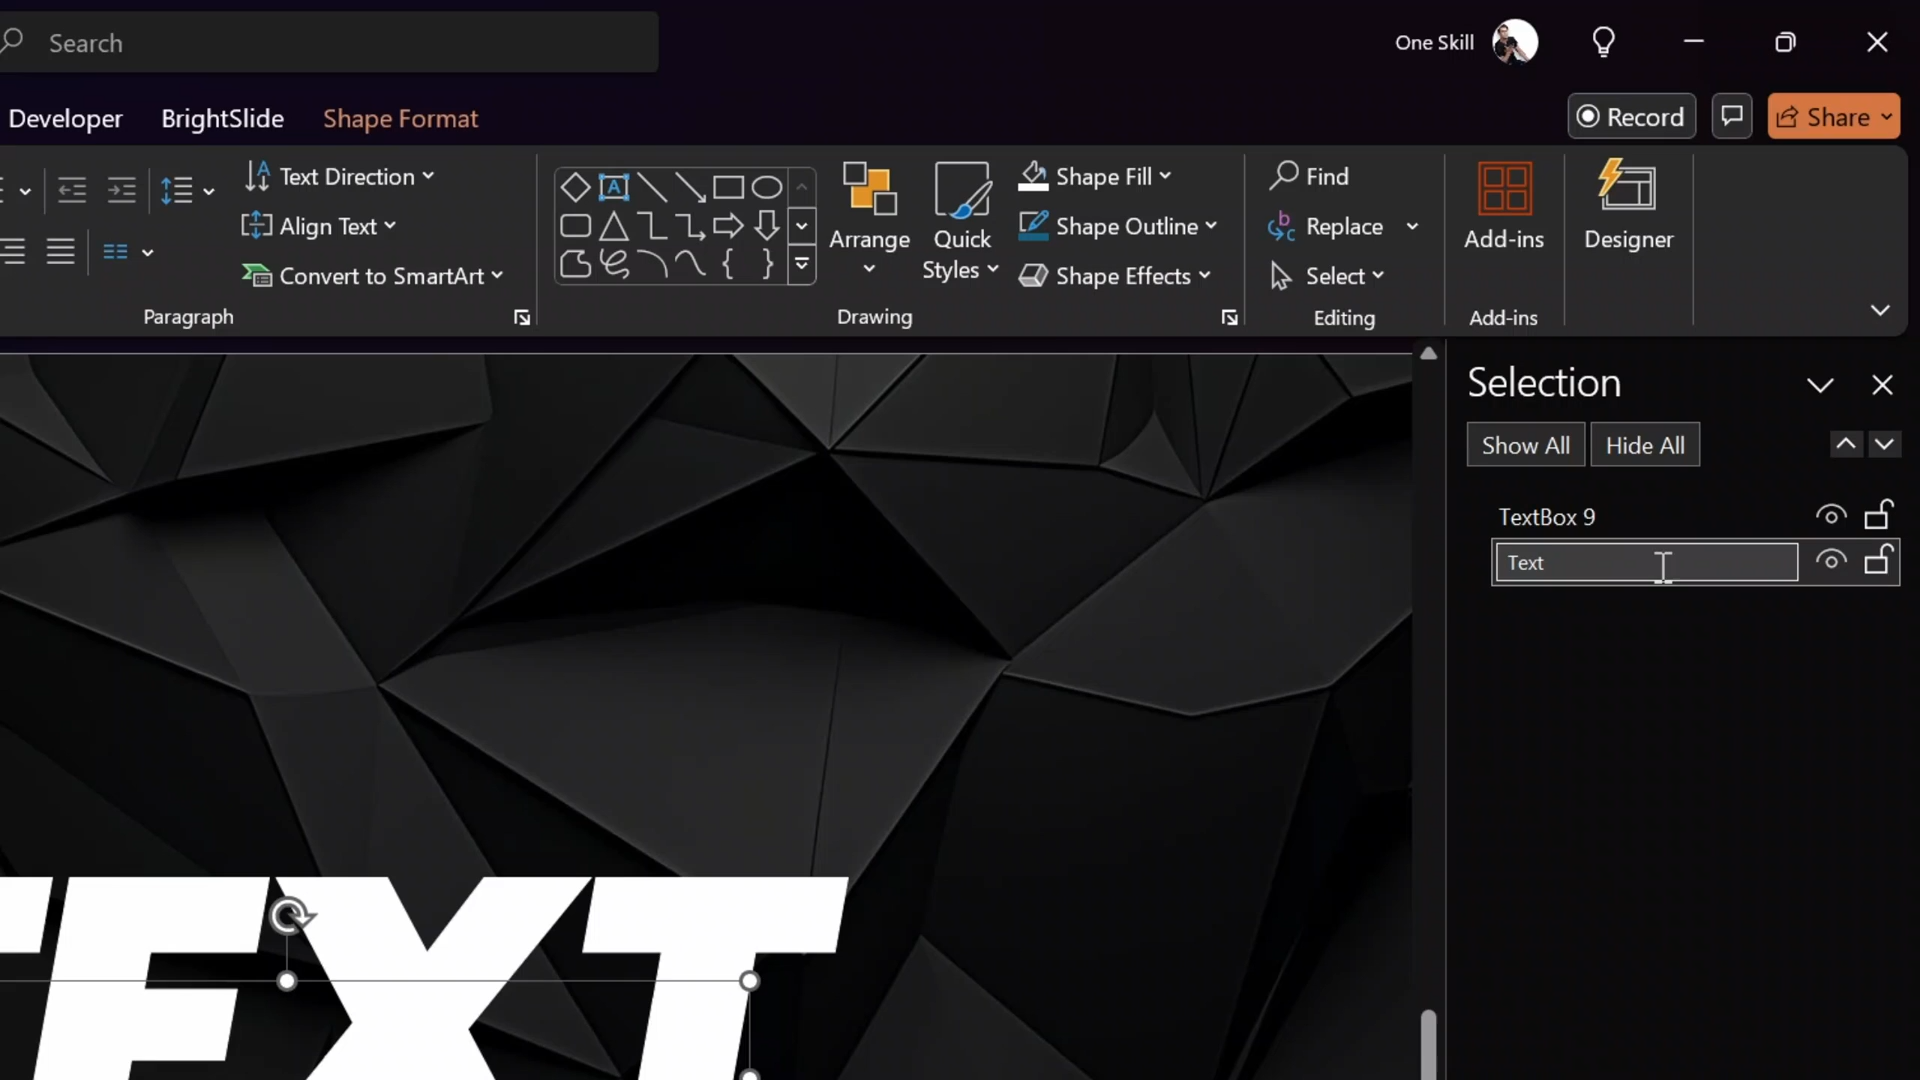 Search
One Skill
Developer BrightSlide Shape Format
Record
Share
Text Direction
Align Text
Convert to SmartArt
Paragraph
Arrange
Quick Styles
Shape Fill
Shape Outline
Shape Effects
Drawing
Find
Replace
Select
Editing
Add-ins
Add-ins
Designer
Selection
Show All Hide All
TextBox 9
Text
TEXT